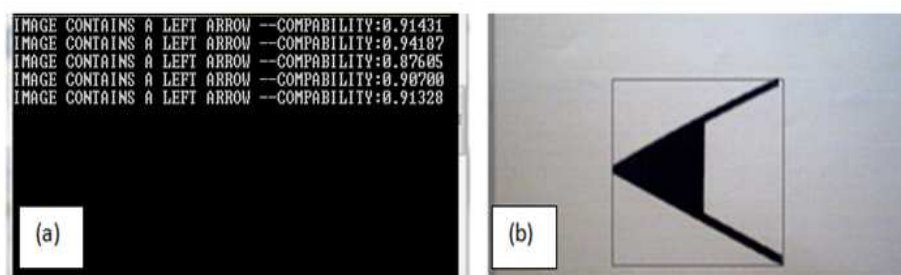 IMAGE CONTAINS A LEFT ARROW --COMPABILITY:0.91431
IMAGE CONTAINS A LEFT ARROW --COMPABILITY:0.94187
IMAGE CONTAINS A LEFT ARROW --COMPABILITY:0.87605
IMAGE CONTAINS A LEFT ARROW --COMPABILITY:0.90700
IMAGE CONTAINS A LEFT ARROW --COMPABILITY:0.91328
(a)
(b)